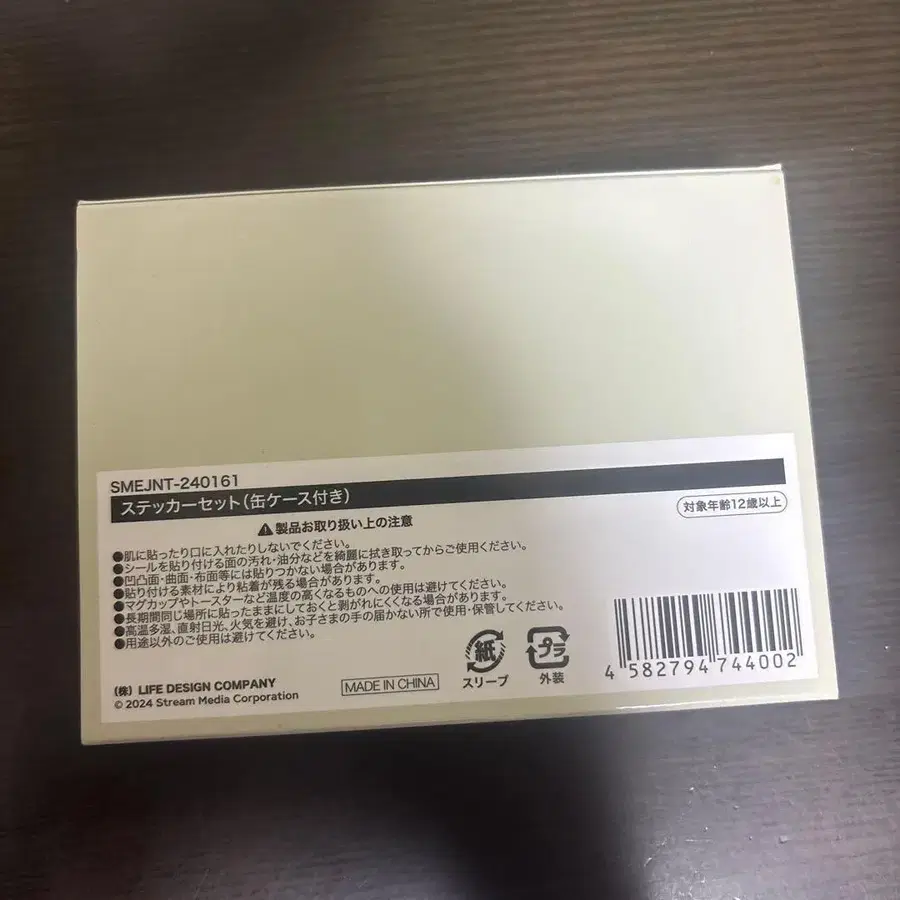 SMEJNT-240161
ステッカーセット(缶ケース付き)
対象年齢12歳以上
⚠製品お取り扱い上の注意
●肌に貼ったり口に入れたりしないでください。
●シールを貼り付ける面の汚れ・油分などを綺麗に拭き取ってからご使用ください。
●凹凸面・曲面・布面等には貼りつかない場合があります。
●貼り付ける素材により粘着が残る場合があります。
●マグカップやトースターなど温度の高くなるものへの使用は避けてください。
●長期間同じ場所に貼ったままにしておくと剥がれにくくなる場合があります。
●高温多湿、直射日光、火気を避け、お子さまの手の届かない所で使用・保管してください。
●用途以外のご使用は避けてください。
(株) LIFE DESIGN COMPANY
© 2024 Stream Media Corporation
MADE IN CHINA
紙
スリーブ
プラ
外装
4 582794 744002